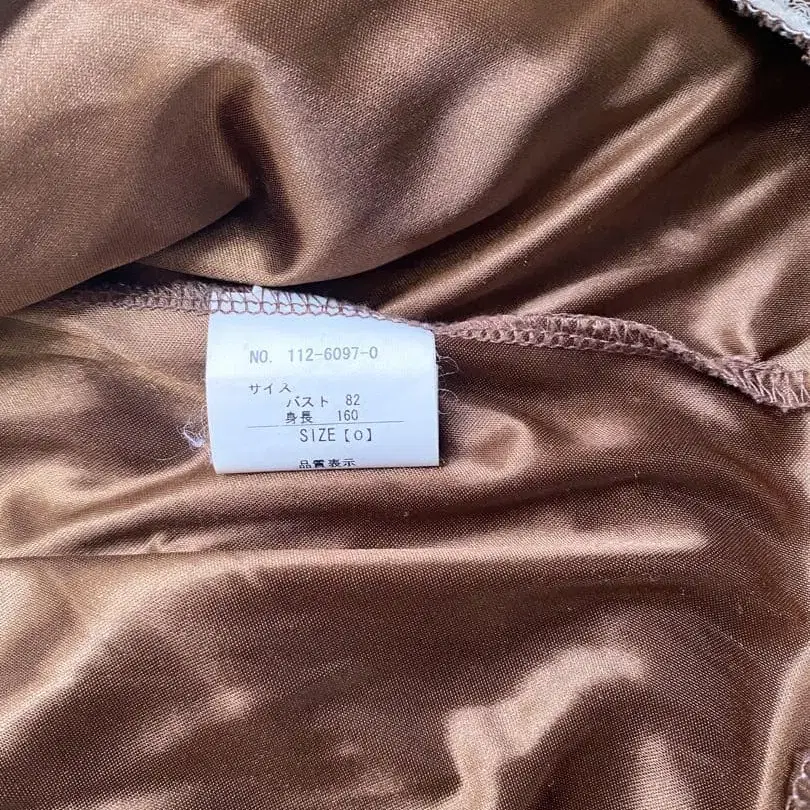 NO. 112-6097-0
サイズ
バスト 82
身長 160
SIZE【0】
品質表示